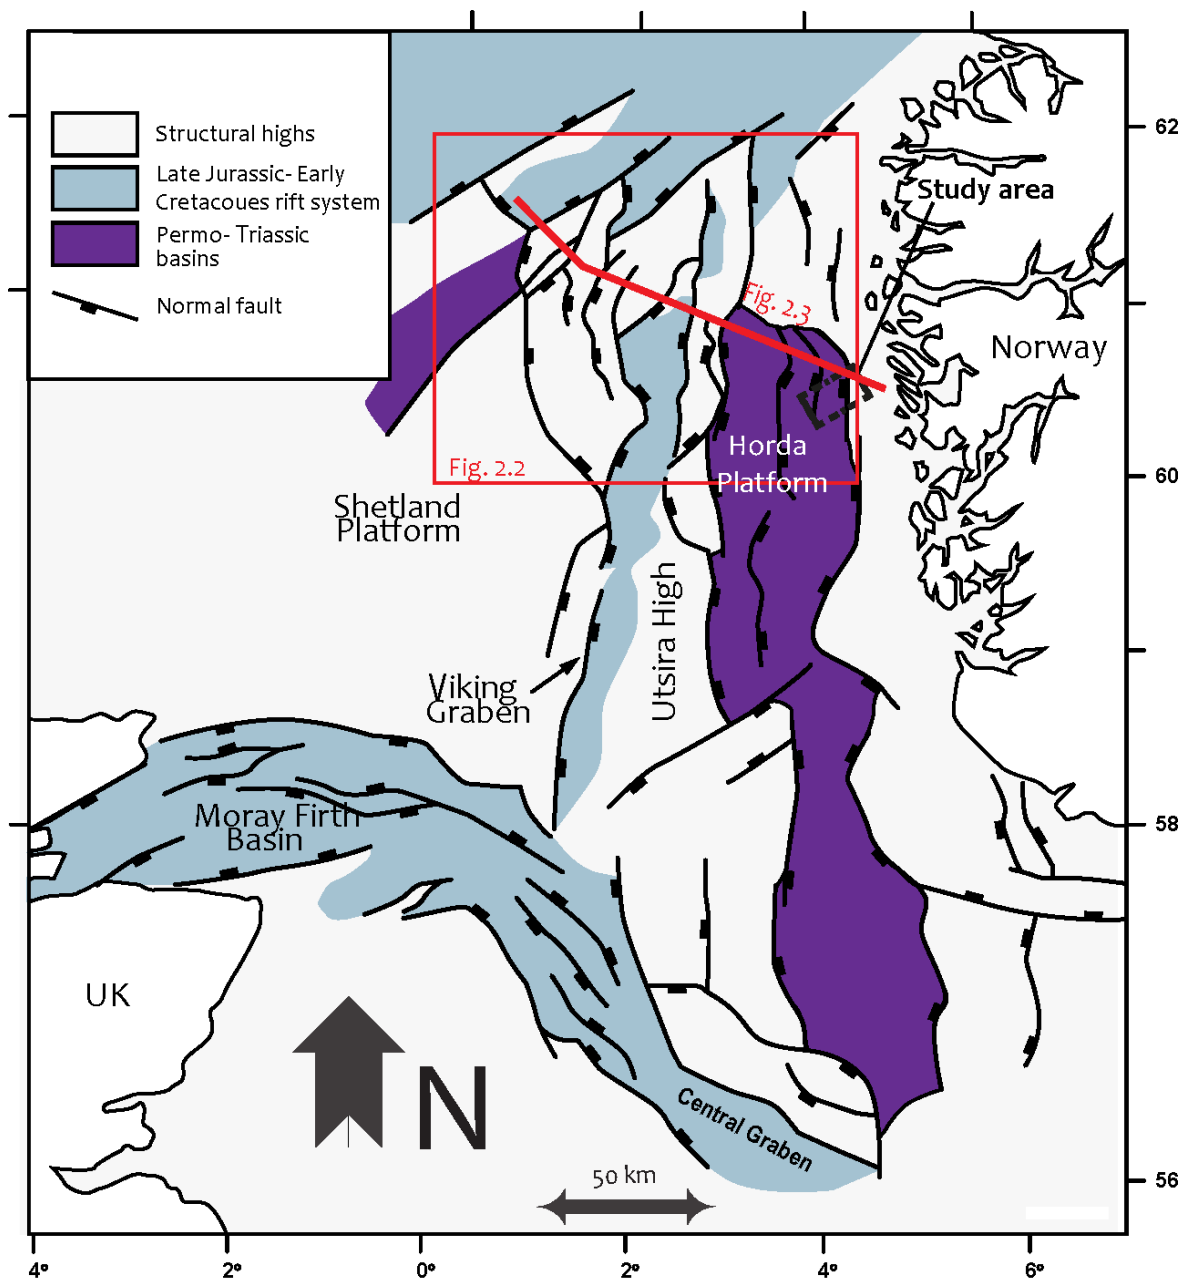 Structural highs
Late Jurassic- Early
Cretacoues rift system
Permo- Triassic
basins
Normal fault
62
Study area
Fig. 2.3
Norway
Horda
Platform
Fig. 2.2
60
Shetland
Platform
Utsira High
Viking
Graben
Moray Firth
Basin
58
UK
N
Central Graben
50 km
56
4°
2°
0°
2°
4°
6°